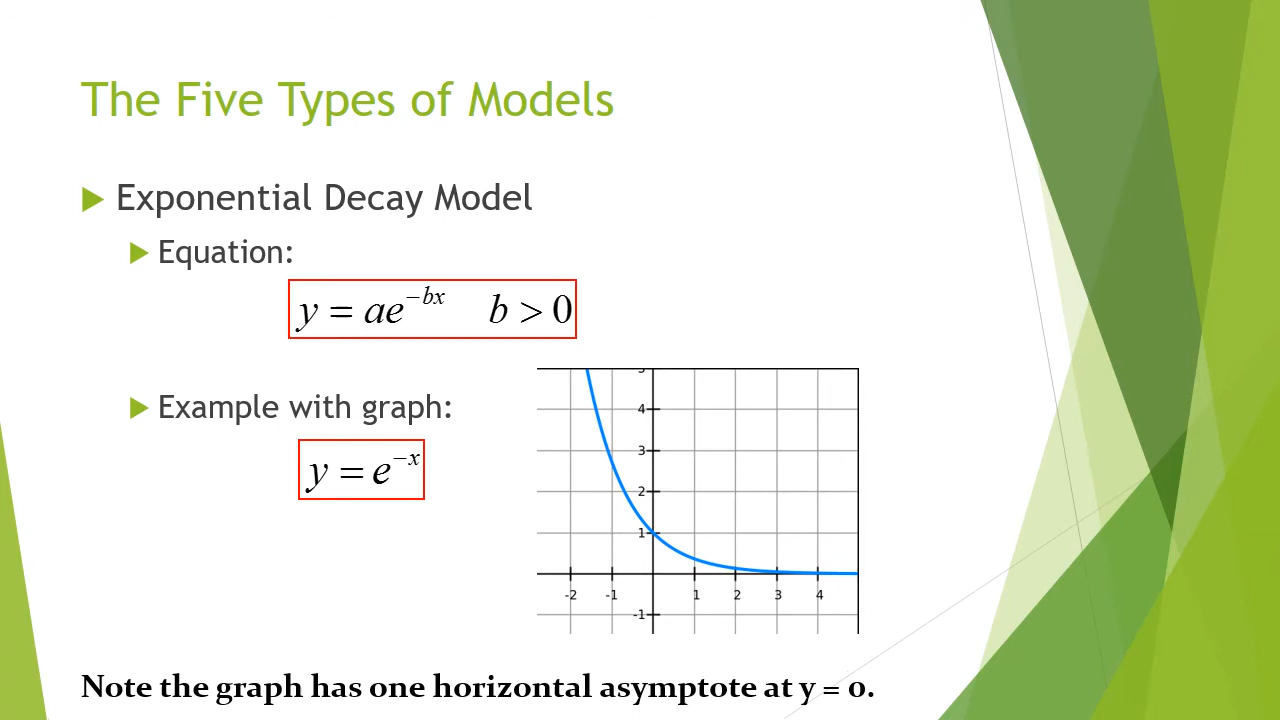 The Five Types of Models
Exponential Decay Model
Equation:
y = ae^{-bx} b > 0
Example with graph:
y = e^{-x}
5
4
3
2
1
-2 -1 1 2 3 4
-1
Note the graph has one horizontal asymptote at y = 0.